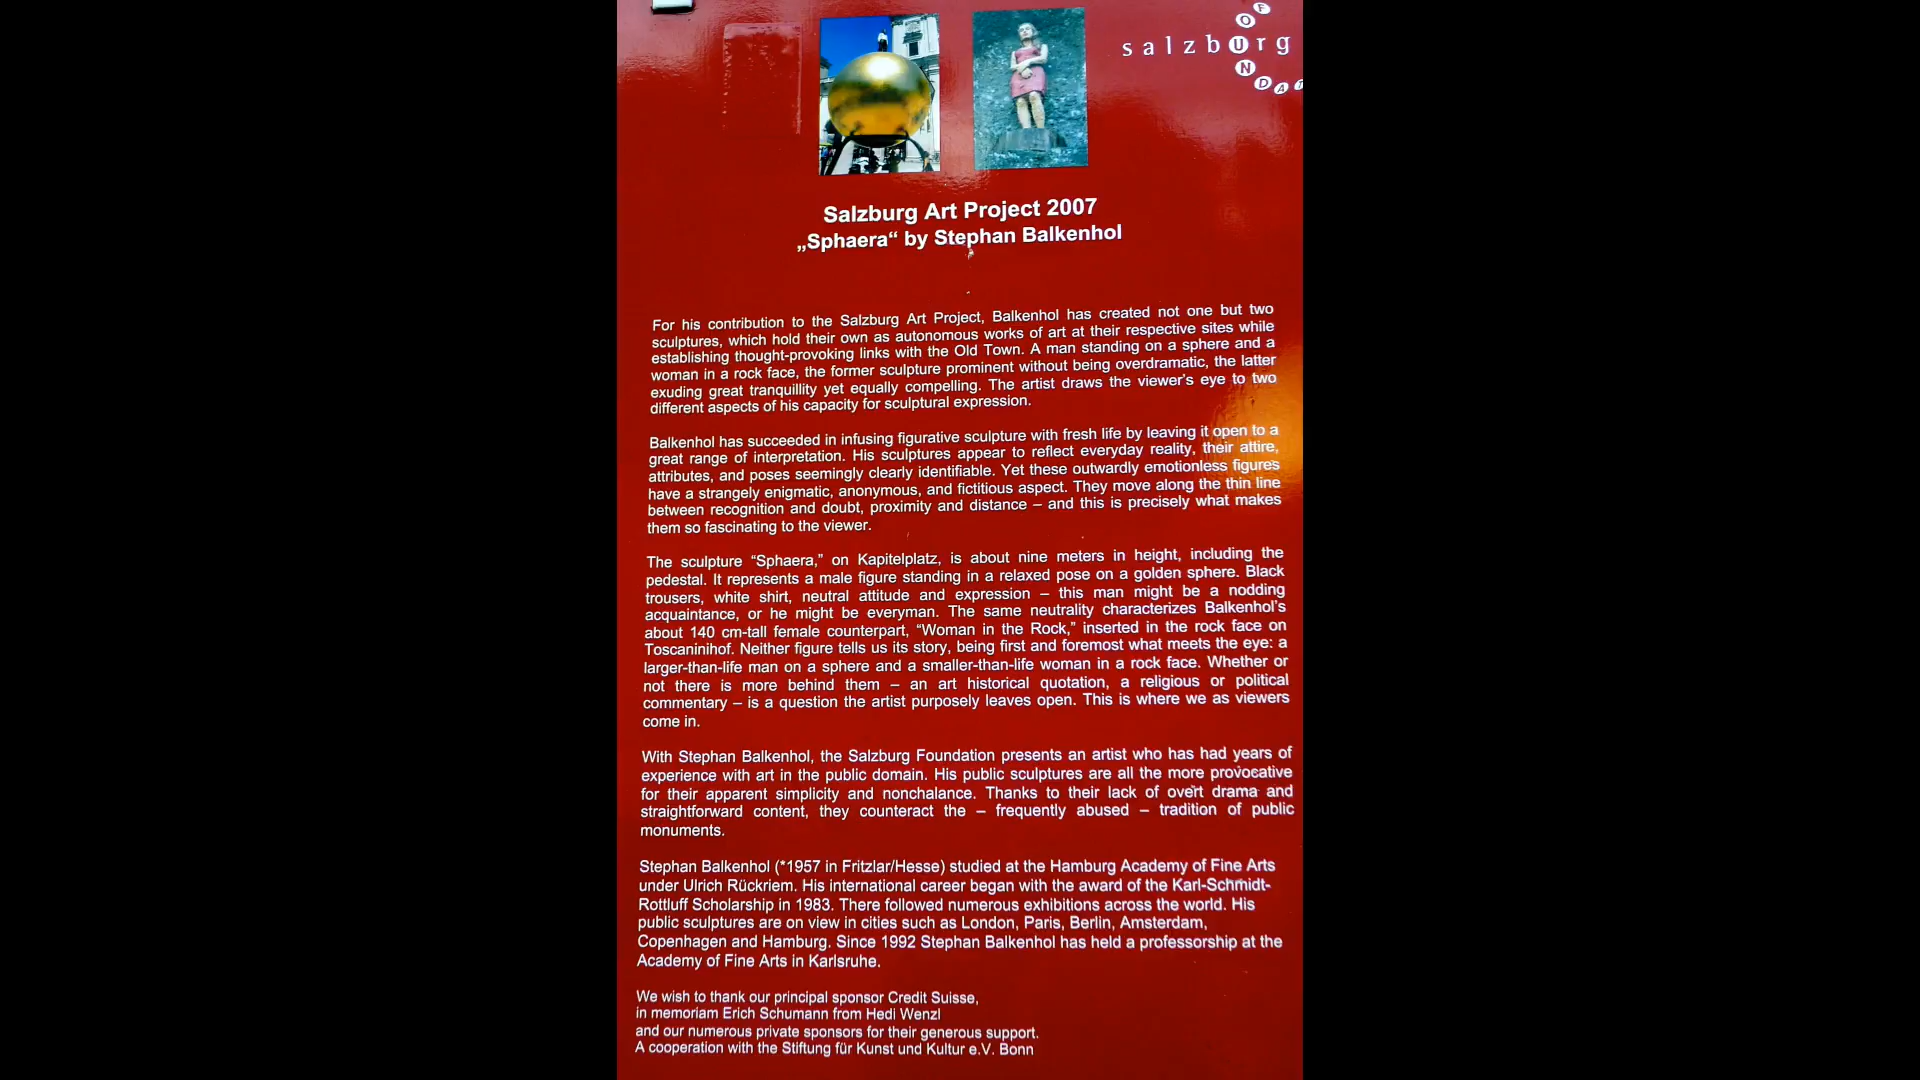 salzburg
FOUNDAT
Salzburg Art Project 2007
„Sphaera“ by Stephan Balkenhol
For his contribution to the Salzburg Art Project, Balkenhol has created not one but two
sculptures, which hold their own as autonomous works of art at their respective sites while
establishing thought-provoking links with the Old Town. A man standing on a sphere and a
woman in a rock face, the former sculpture prominent without being overdramatic, the latter
exuding great tranquillity yet equally compelling. The artist draws the viewer's eye to two
different aspects of his capacity for sculptural expression.
Balkenhol has succeeded in infusing figurative sculpture with fresh life by leaving it open to a
great range of interpretation. His sculptures appear to reflect everyday reality, their attire,
attributes, and poses seemingly clearly identifiable. Yet these outwardly emotionless figures
have a strangely enigmatic, anonymous, and fictitious aspect. They move along the thin line
between recognition and doubt, proximity and distance – and this is precisely what makes
them so fascinating to the viewer.
The sculpture “Sphaera,” on Kapitelplatz, is about nine meters in height, including the
pedestal. It represents a male figure standing in a relaxed pose on a golden sphere. Black
trousers, white shirt, neutral attitude and expression – this man might be a nodding
acquaintance, or he might be everyman. The same neutrality characterizes Balkenhol's
about 140 cm-tall female counterpart, “Woman in the Rock,” inserted in the rock face on
Toscaninihof. Neither figure tells us its story, being first and foremost what meets the eye: a
larger-than-life man on a sphere and a smaller-than-life woman in a rock face. Whether or
not there is more behind them – an art historical quotation, a religious or political
commentary – is a question the artist purposely leaves open. This is where we as viewers
come in.
With Stephan Balkenhol, the Salzburg Foundation presents an artist who has had years of
experience with art in the public domain. His public sculptures are all the more provocative
for their apparent simplicity and nonchalance. Thanks to their lack of overt drama and
straightforward content, they counteract the – frequently abused – tradition of public
monuments.
Stephan Balkenhol (*1957 in Fritzlar/Hesse) studied at the Hamburg Academy of Fine Arts
under Ulrich Rückriem. His international career began with the award of the Karl-Schmidt-
Rottluff Scholarship in 1983. There followed numerous exhibitions across the world. His
public sculptures are on view in cities such as London, Paris, Berlin, Amsterdam,
Copenhagen and Hamburg. Since 1992 Stephan Balkenhol has held a professorship at the
Academy of Fine Arts in Karlsruhe.
We wish to thank our principal sponsor Credit Suisse,
in memoriam Erich Schumann from Hedi Wenzl
and our numerous private sponsors for their generous support.
A cooperation with the Stiftung für Kunst und Kultur e.V. Bonn